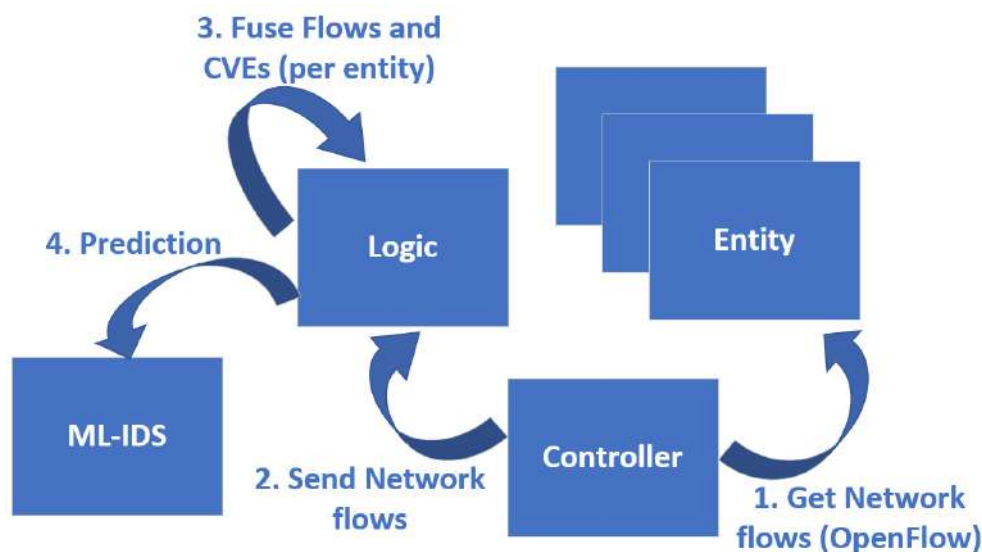 3. Fuse Flows and
CVEs (per entity)
Logic
Entity
4. Prediction
ML-IDS
Controller
2. Send Network
flows
1. Get Network
flows (OpenFlow)